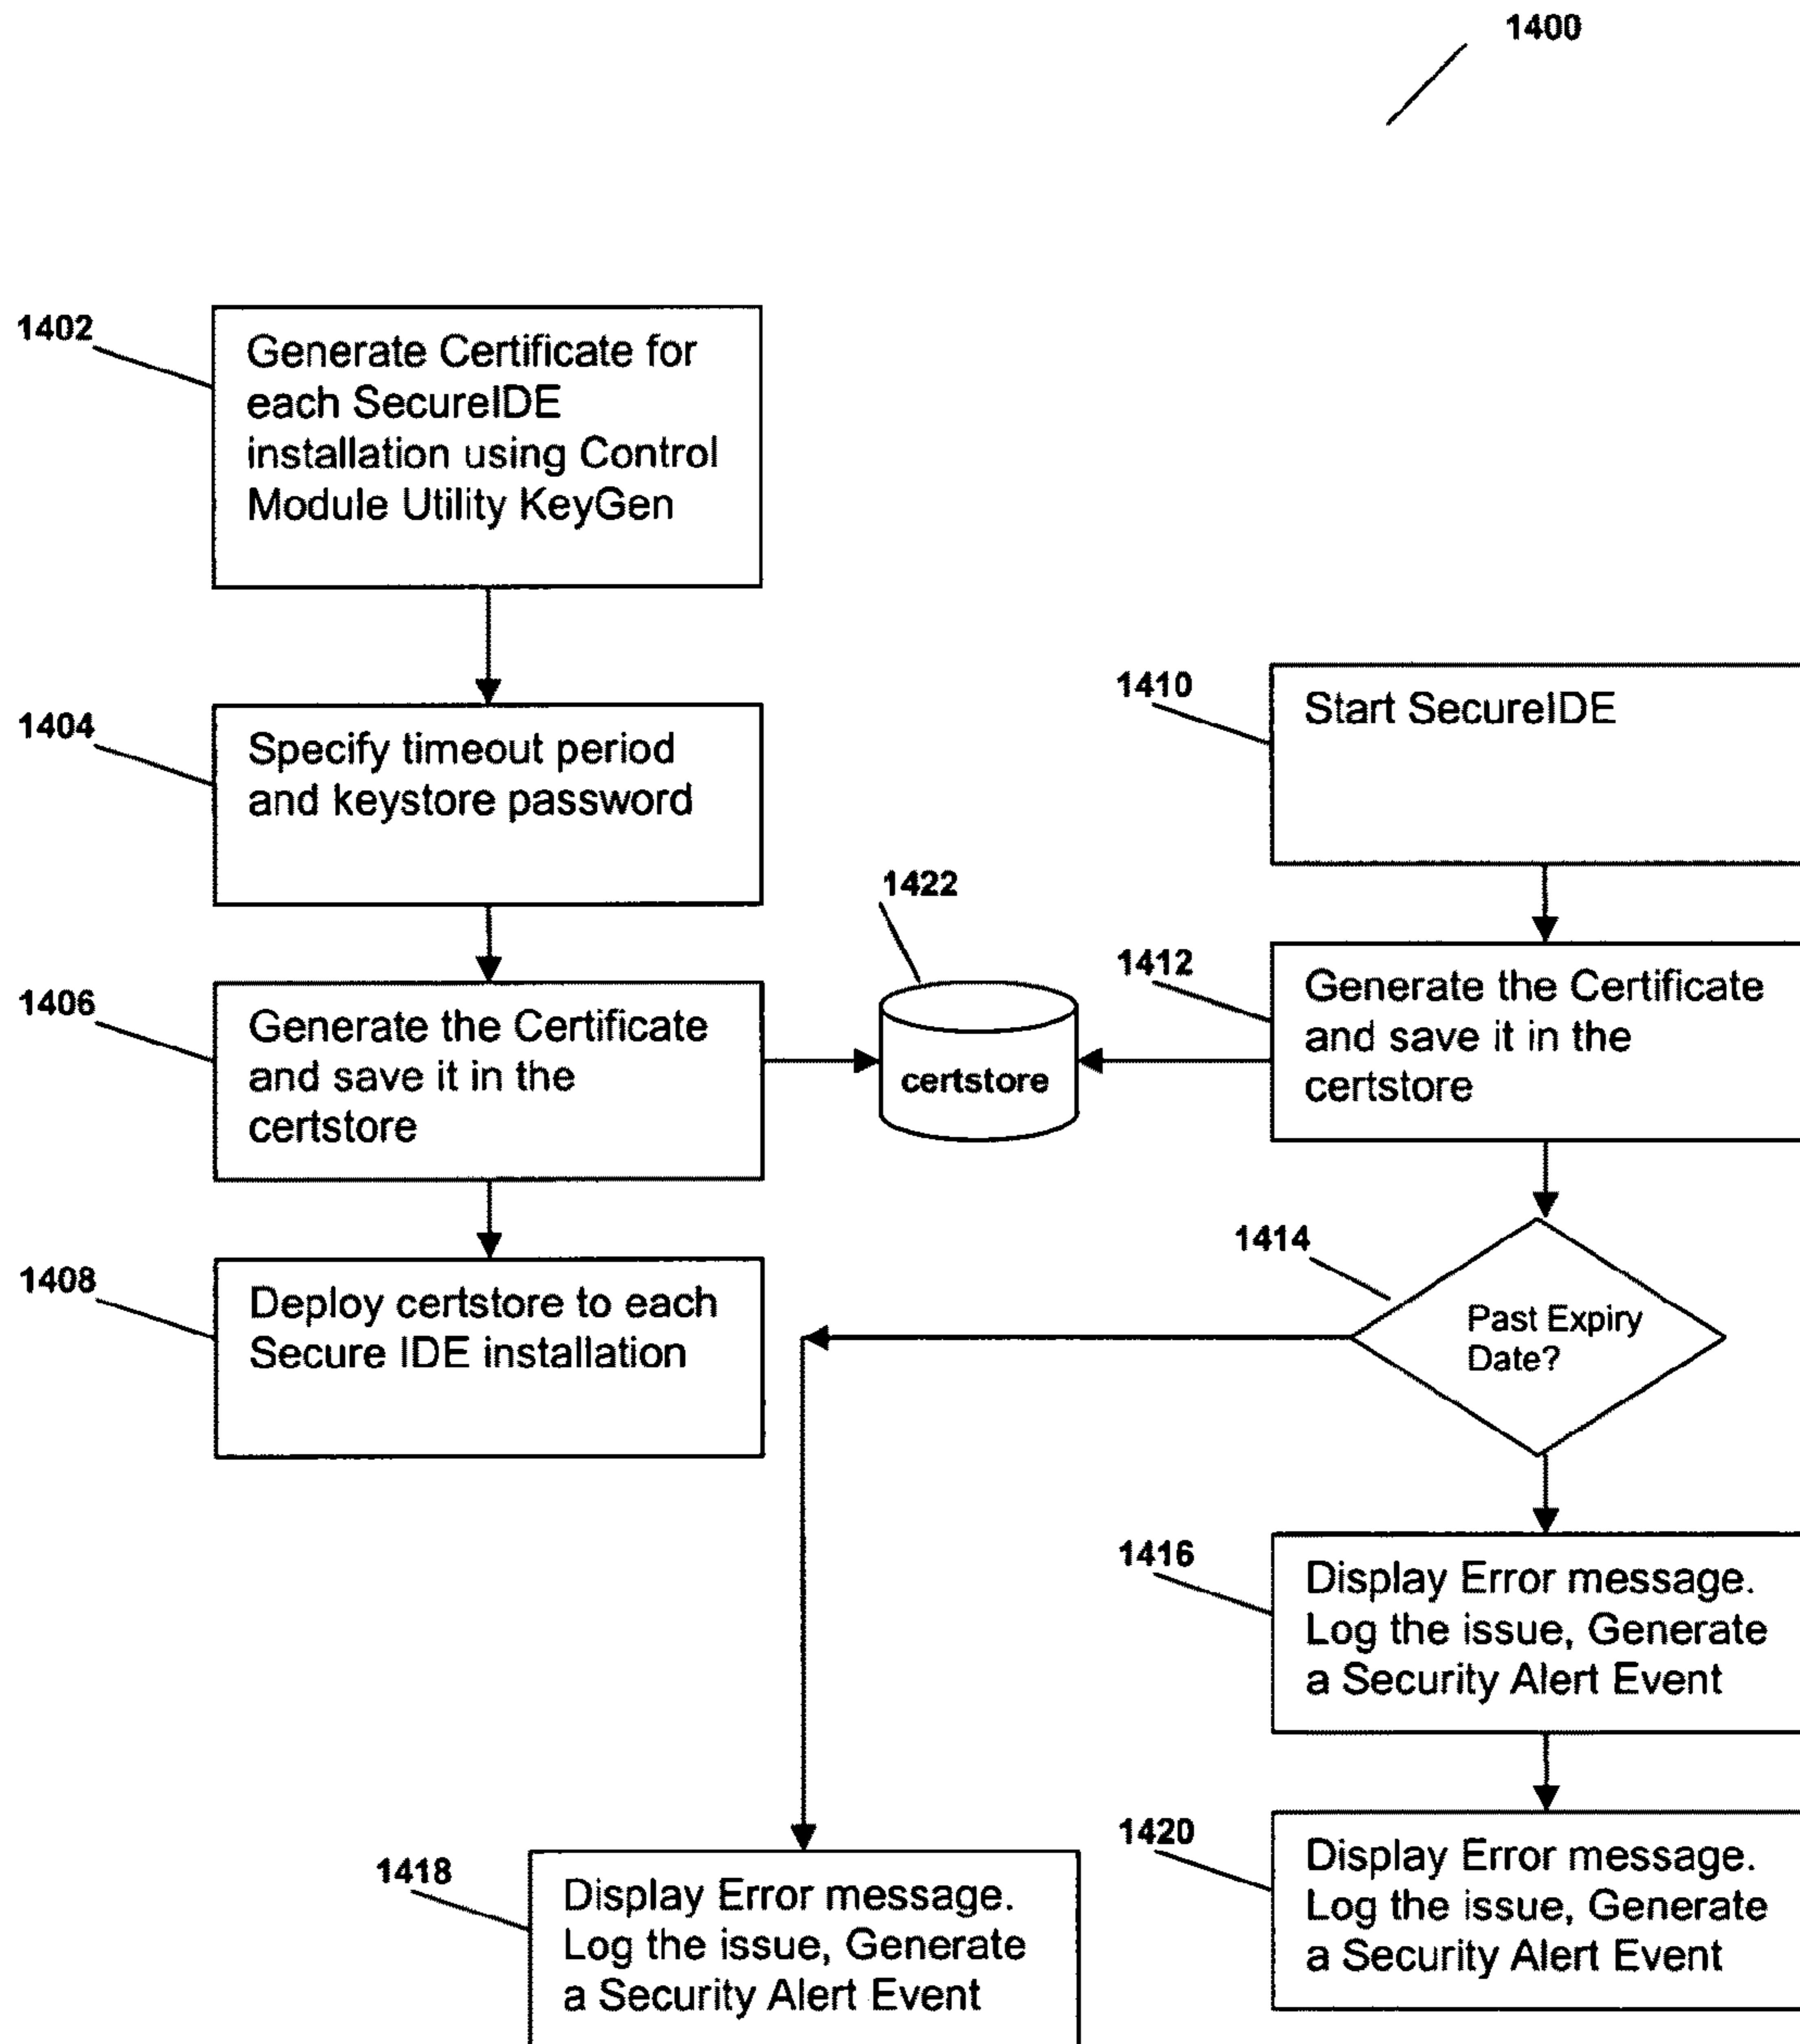 1400
1402
Generate Certificate for
each SecureIDE
installation using Control
Module Utility KeyGen
1404
Specify timeout period
and keystore password
1406
Generate the Certificate
and save it in the
certstore
1408
Deploy certstore to each
Secure IDE installation
1422
certstore
1410
Start SecureIDE
1412
Generate the Certificate
and save it in the
certstore
1414
Past Expiry
Date?
1416
Display Error message.
Log the issue, Generate
a Security Alert Event
1418
Display Error message.
Log the issue, Generate
a Security Alert Event
1420
Display Error message.
Log the issue, Generate
a Security Alert Event